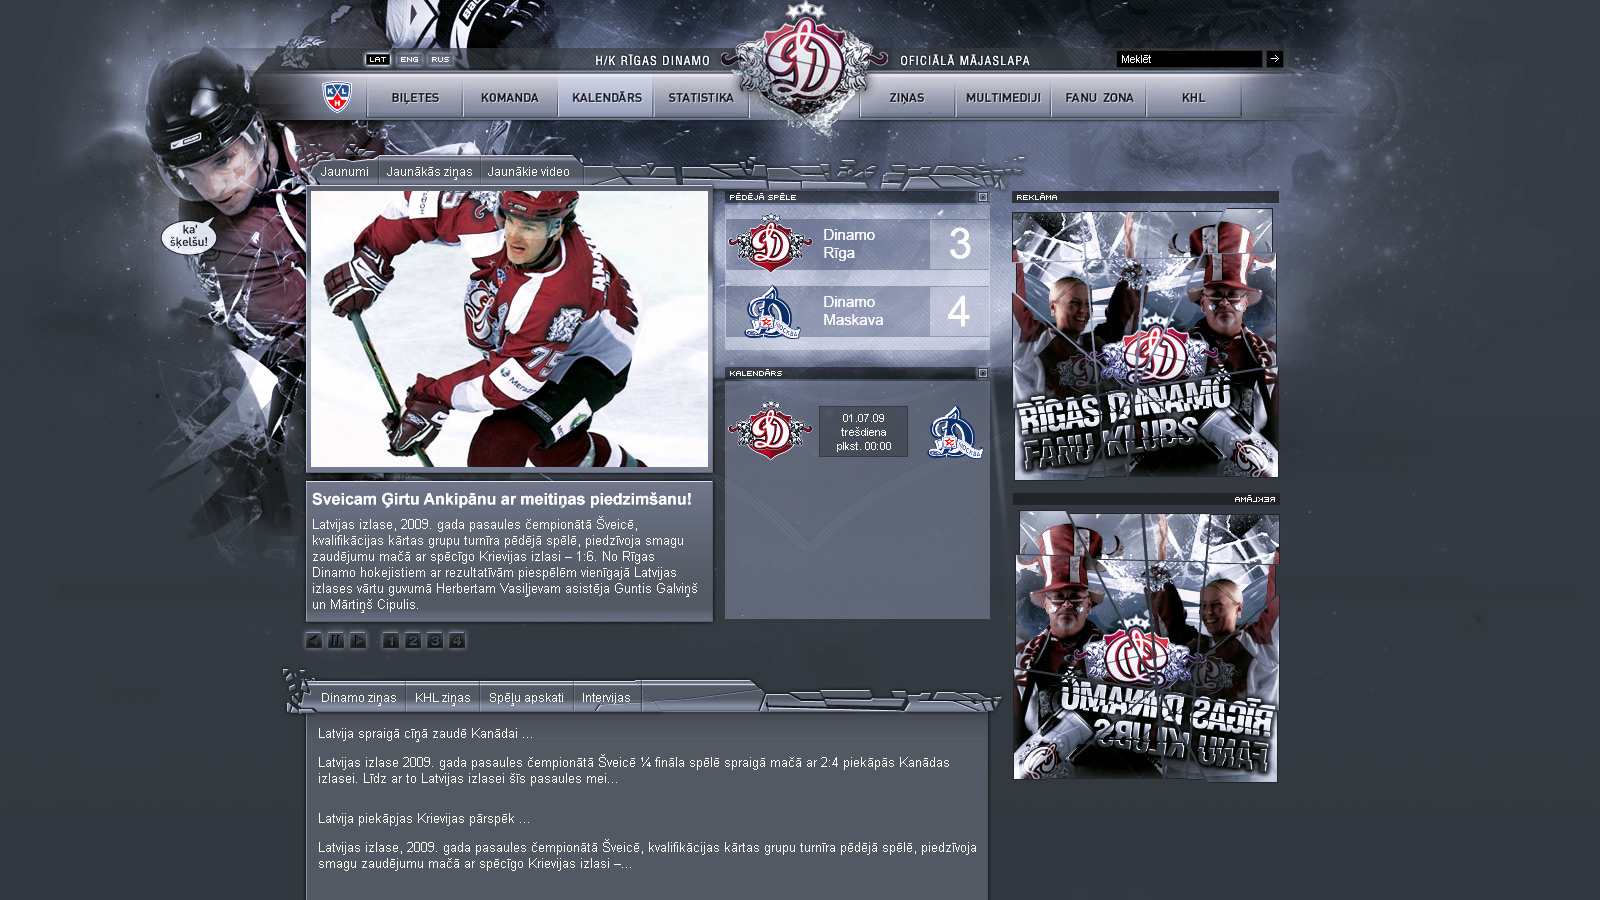 LAT ENG RUS
H/K RĪGAS DINAMO
OFICIĀLĀ MĀJASLAPA
Meklēt
KHL
BIĻETES
KOMANDA
KALENDĀRS
STATISTIKA
ZIŅAS
MULTIMEDIJI
FANU ZONA
KHL
ka'
šķelšu!
Jaunumi
Jaunākās ziņas
Jaunākie video
75
PĒDĒJĀ SPĒLE
Dinamo
Rīga
3
Dinamo
Maskava
4
KALENDĀRS
01.07.09
trešdiena
plkst. 00:00
REKLĀMA
RĪGAS DINAMO
FANU KLUBS
REKLĀMA
RĪGAS DINAMO
FANU KLUBS
Sveicam Ģirtu Ankipānu ar meitiņas piedzimšanu!
Latvijas izlase, 2009. gada pasaules čempionātā Šveicē,
kvalifikācijas kārtas grupu turnīra pēdējā spēlē, piedzīvoja smagu
zaudējumu mačā ar spēcīgo Krievijas izlasi – 1:6. No Rīgas
Dinamo hokejistiem ar rezultatīvām piespēlēm vienīgajā Latvijas
izlases vārtu guvumā Herbertam Vasiļjevam asistēja Guntis Galviņš
un Mārtiņš Cipulis.
1 2 3 4
Dinamo ziņas
KHL ziņas
Spēļu apskati
Intervijas
Latvija spraigā cīņā zaudē Kanādai ...
Latvijas izlase 2009. gada pasaules čempionātā Šveicē ¼ fināla spēlē spraigā mačā ar 2:4 piekāpās Kanādas
izlasei. Līdz ar to Latvijas izlasei šīs pasaules mei...
Latvija piekāpjas Krievijas pārspēk ...
Latvijas izlase, 2009. gada pasaules čempionātā Šveicē, kvalifikācijas kārtas grupu turnīra pēdējā spēlē, piedzīvoja
smagu zaudējumu mačā ar spēcīgo Krievijas izlasi –...